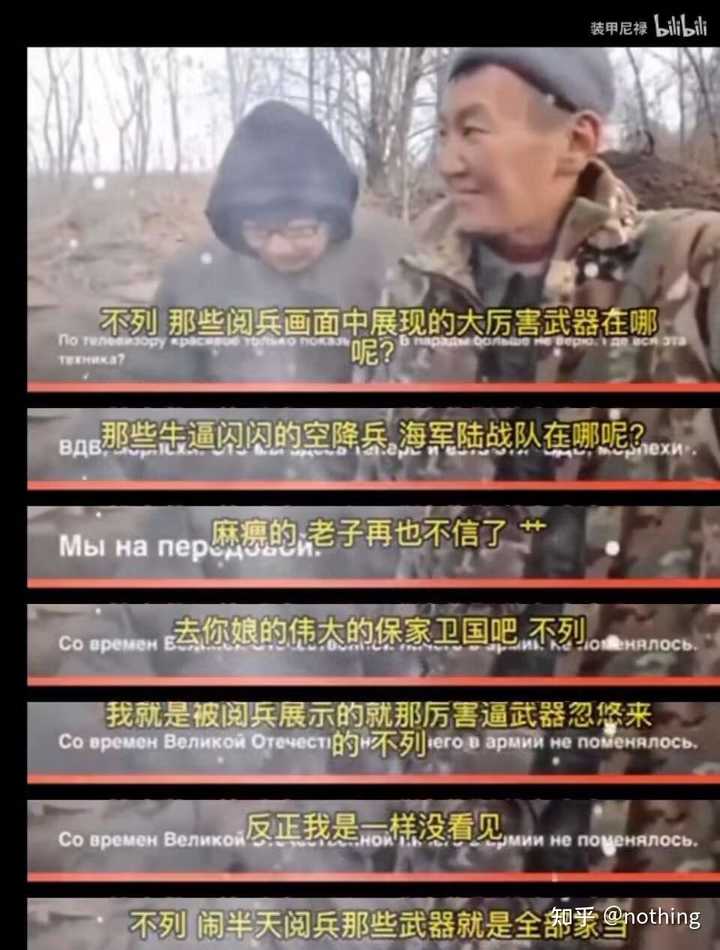 装甲尼禄 bilibili
不列 那些阅兵画面中展现的大厉害武器在哪
呢?
По телевизору красивое только показы В парады больше не верю. Где вся эта
техника?
那些牛逼闪闪的空降兵 海军陆战队在哪呢?
ВДВ,
麻痹的 老子再也不信了 艹
Мы на передовой.
去你娘的伟大的保家卫国吧 不列
Со времен армии не поменялось.
我就是被阅兵展示的就那厉害逼武器忽悠来
的 不列
Со времен Великой Отечест его в армии не поменялось.
反正我是一样没看见
Со времен Великой Отечественной армии не поменялось.
不列 闹半天阅兵那些武器就是全部家当
知乎 @nothing